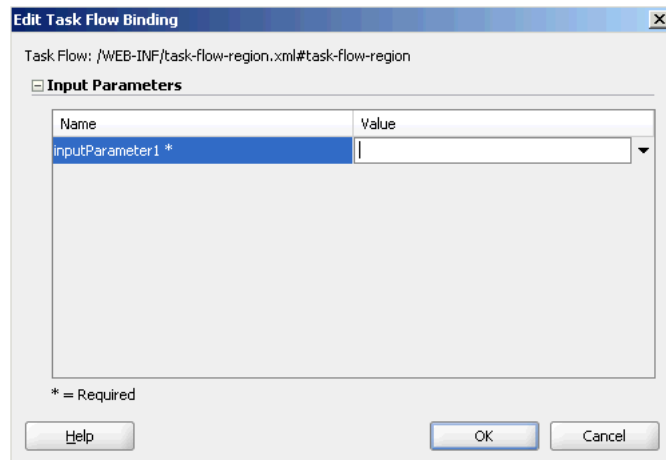 Edit Task Flow Binding
Task Flow: /WEB-INF/task-flow-region.xml#task-flow-region
Input Parameters
Name Value
inputParameter1 *
* = Required
Help OK Cancel